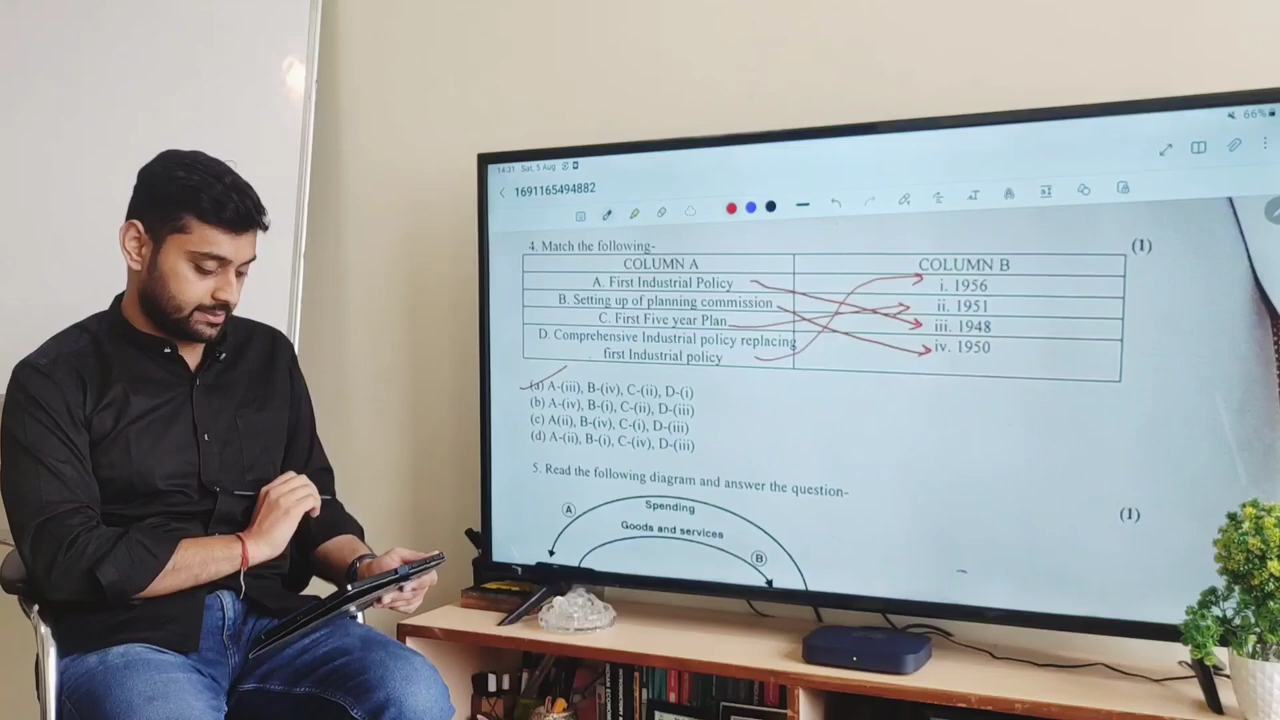 14:31 Sat, 5 Aug
66%
1691165494882
4. Match the following-
(1)
COLUMN A COLUMN B
A. First Industrial Policy i. 1956
B. Setting up of planning commission ii. 1951
C. First Five year Plan iii. 1948
D. Comprehensive Industrial policy replacing iv. 1950
first Industrial policy
(a) A-(iii), B-(iv), C-(ii), D-(i)
(b) A-(iv), B-(i), C-(ii), D-(iii)
(c) A(ii), B-(iv), C-(i), D-(iii)
(d) A-(ii), B-(i), C-(iv), D-(iii)
5. Read the following diagram and answer the question-
(1)
A
Spending
Goods and services
B